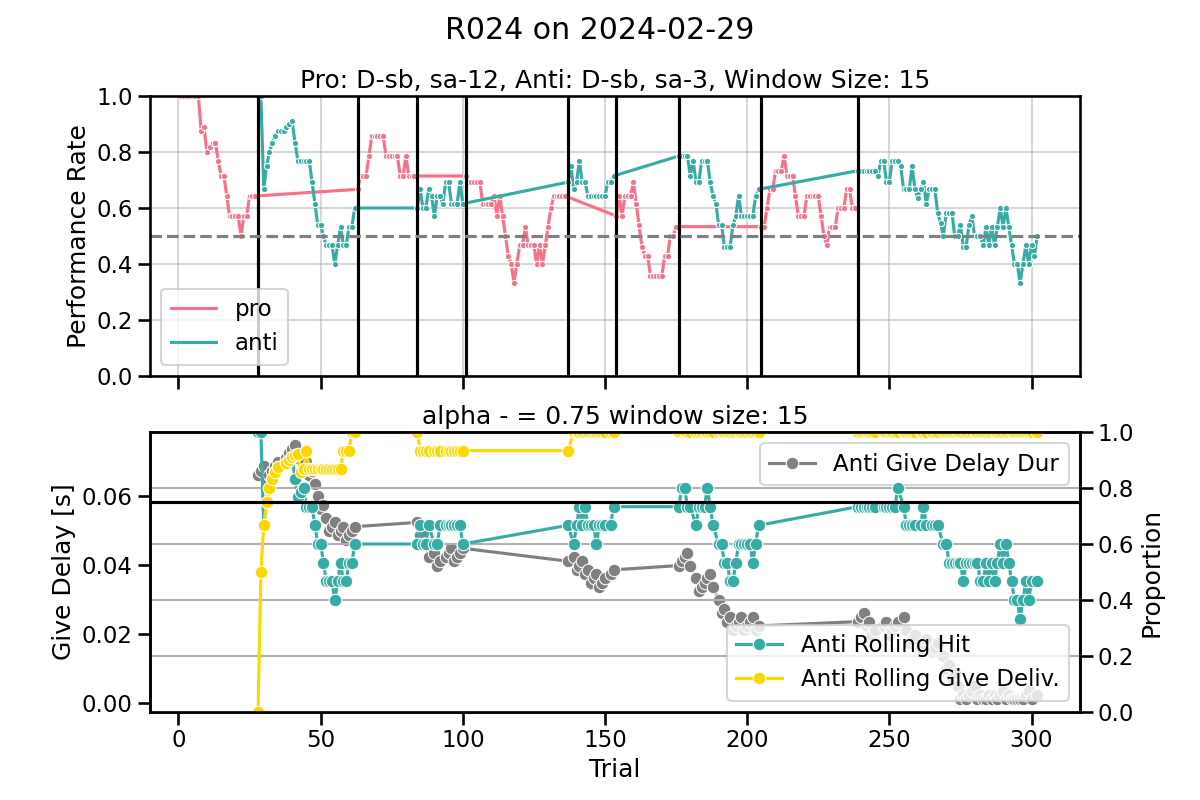 R024 on 2024-02-29
Pro: D-sb, sa-12, Anti: D-sb, sa-3, Window Size: 15
1.0
0.8
0.6
0.4
0.2
0.0
Performance Rate
pro
anti
alpha - = 0.75 window size: 15
0.06
0.04
0.02
0.00
Give Delay [s]
Anti Give Delay Dur
Anti Rolling Hit
Anti Rolling Give Deliv.
1.0
0.8
0.6
0.4
0.2
0.0
Proportion
0 50 100 150 200 250 300
Trial